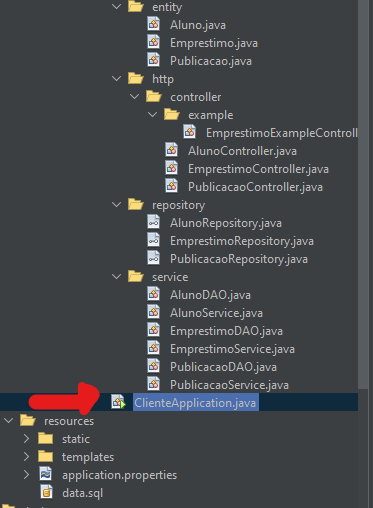 entity
Aluno.java
Emprestimo.java
Publicacao.java
http
controller
example
EmprestimoExampleControll
AlunoController.java
EmprestimoController.java
PublicacaoController.java
repository
AlunoRepository.java
EmprestimoRepository.java
PublicacaoRepository.java
service
AlunoDAO.java
AlunoService.java
EmprestimoDAO.java
EmprestimoService.java
PublicacaoDAO.java
PublicacaoService.java
ClienteApplication.java
resources
static
templates
application.properties
data.sql